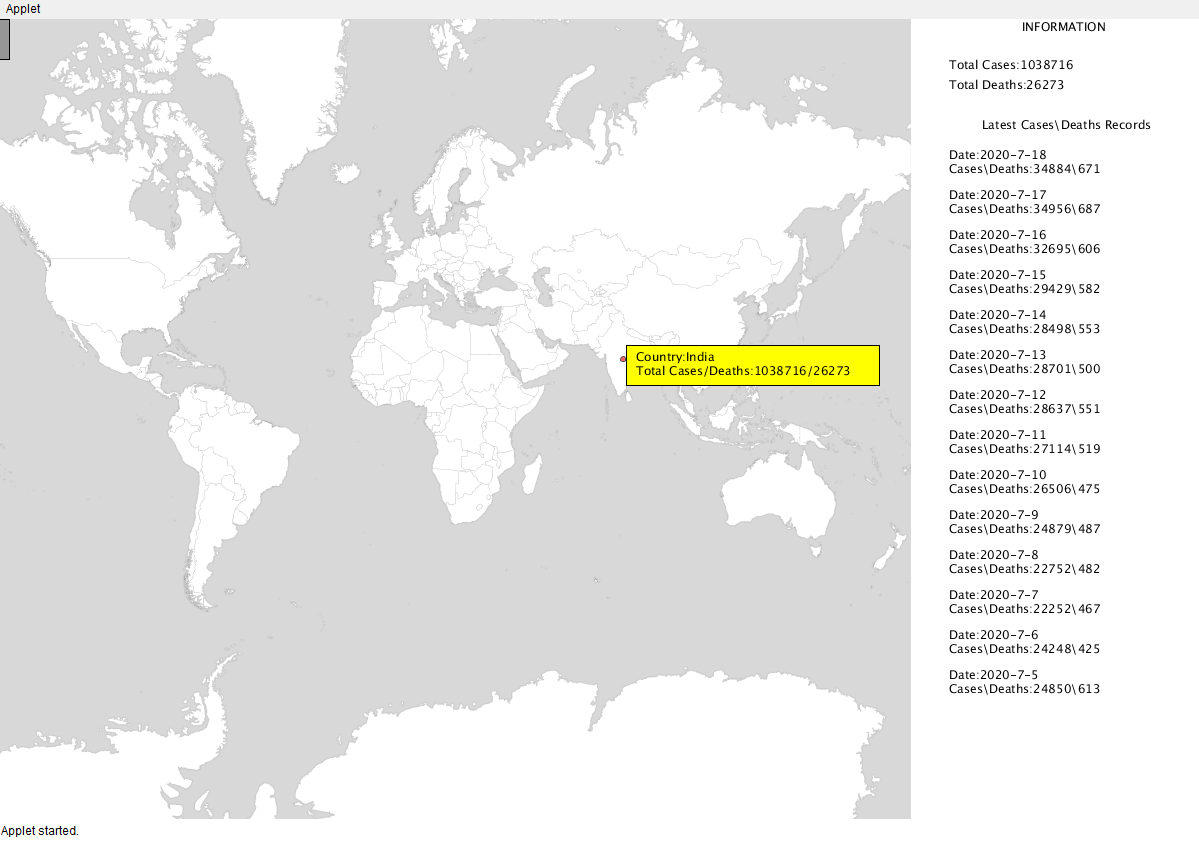 Applet
INFORMATION
Total Cases:1038716
Total Deaths:26273
Latest Cases\Deaths Records
Date:2020-7-18
Cases\Deaths:34884\671
Date:2020-7-17
Cases\Deaths:34956\687
Date:2020-7-16
Cases\Deaths:32695\606
Date:2020-7-15
Cases\Deaths:29429\582
Date:2020-7-14
Cases\Deaths:28498\553
Date:2020-7-13
Cases\Deaths:28701\500
Date:2020-7-12
Cases\Deaths:28637\551
Date:2020-7-11
Cases\Deaths:27114\519
Date:2020-7-10
Cases\Deaths:26506\475
Date:2020-7-9
Cases\Deaths:24879\487
Date:2020-7-8
Cases\Deaths:22752\482
Date:2020-7-7
Cases\Deaths:22252\467
Date:2020-7-6
Cases\Deaths:24248\425
Date:2020-7-5
Cases\Deaths:24850\613
Country:India
Total Cases/Deaths:1038716/26273
Applet started.